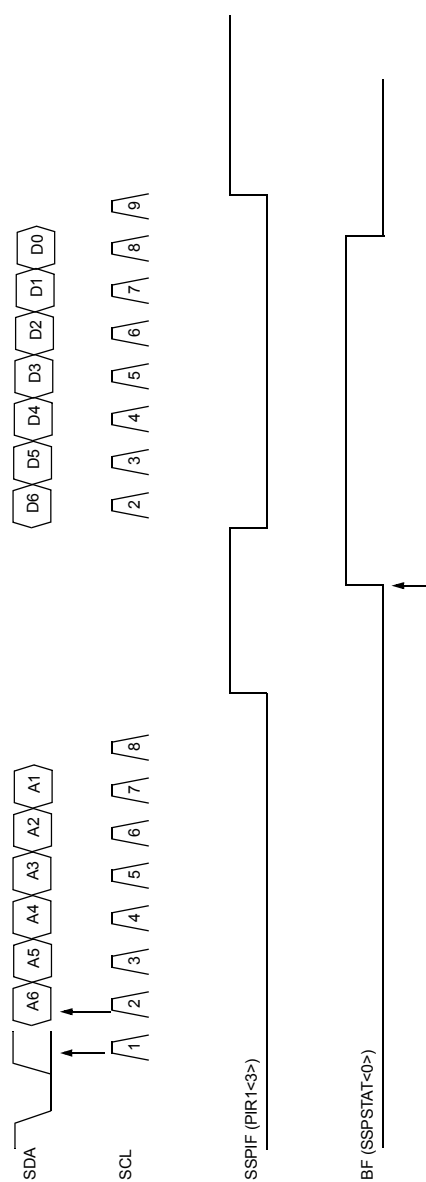 SDA A6 A5 A4 A3 A2 A1 D6 D5 D4 D3 D2 D1 D0
SCL 1 2 3 4 5 6 7 8 2 3 4 5 6 7 8 9
SSPIF (PIR1<3>)
BF (SSPSTAT<0>)